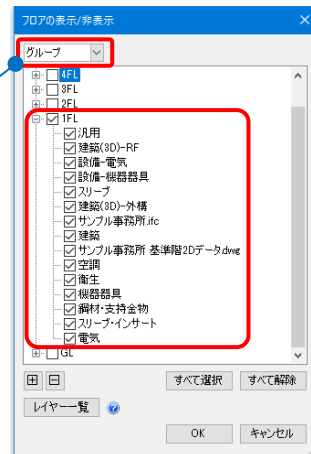 フロアの表示/非表示
グループ
4FL
3FL
2FL
1FL
汎用
建築(3D)-RF
設備-電気
設備-機器器具
スリーブ
建築(3D)-外構
サンプル事務所.ifc
建築
サンプル事務所 基準階2Dデータ.dwg
空調
衛生
機器器具
鋼材・支持金物
スリーブ・インサート
電気
GL
すべて選択 すべて解除
レイヤー一覧
OK キャンセル